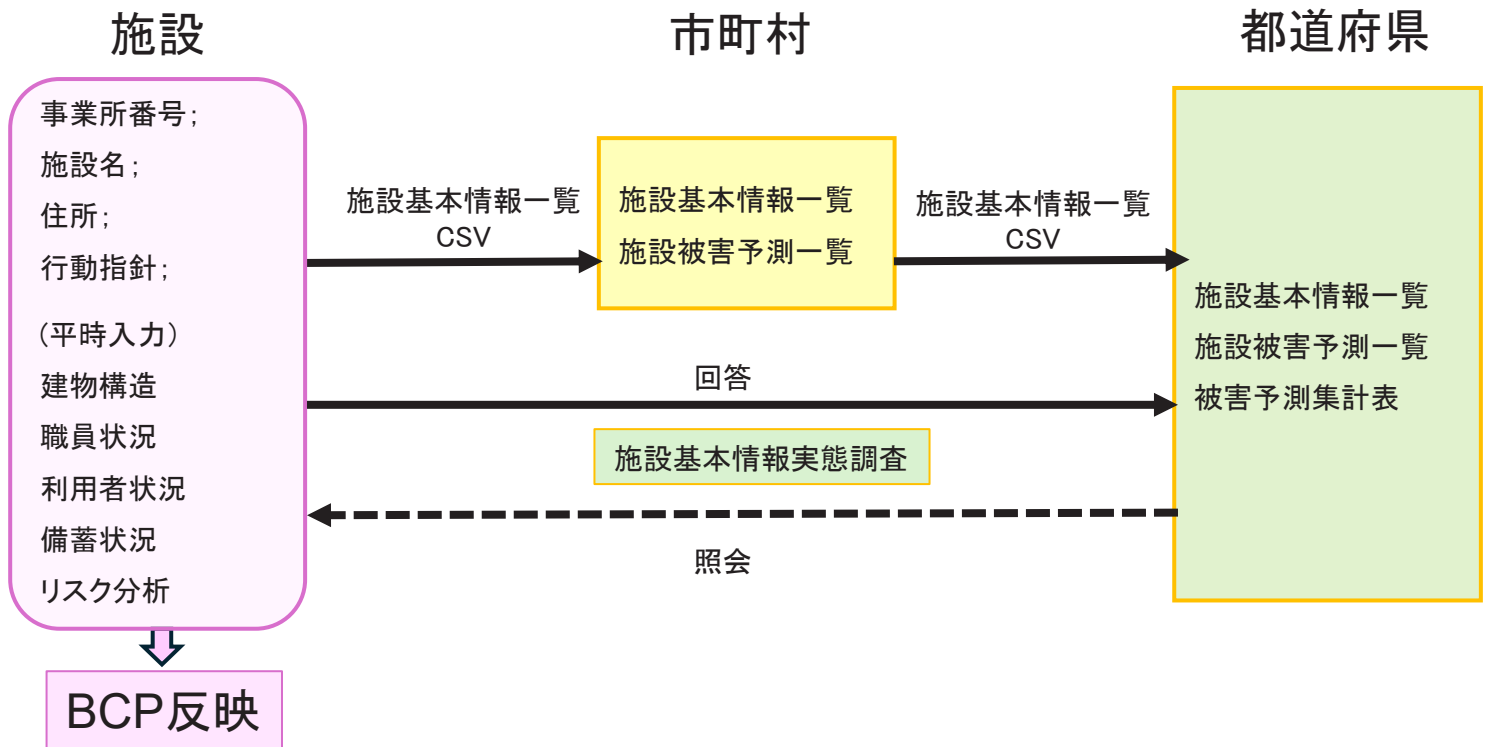 施設
市町村
都道府県
事業所番号;
施設名;
住所;
行動指針;
(平時入力)
建物構造
職員状況
利用者状況
備蓄状況
リスク分析
BCP反映
施設基本情報一覧
CSV
施設基本情報一覧
施設被害予測一覧
施設基本情報一覧
CSV
回答
施設基本情報実態調査
照会
施設基本情報一覧
施設被害予測一覧
被害予測集計表